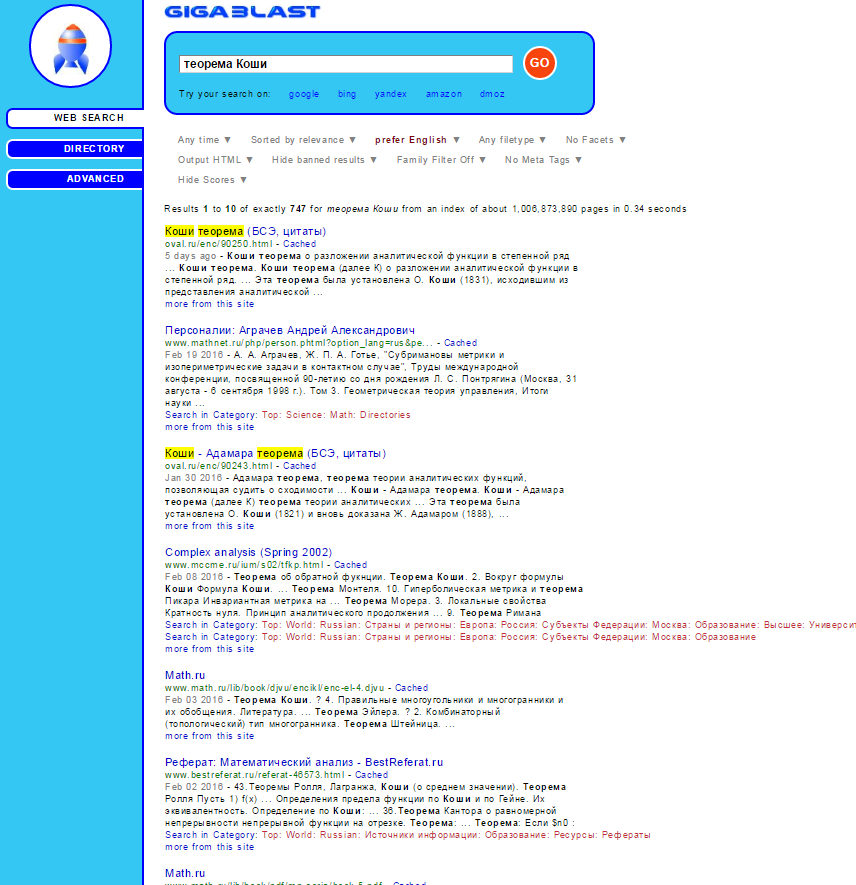 GIGABLAST
теорема Коши
GO
Try your search on: google bing yandex amazon dmoz
WEB SEARCH
DIRECTORY
ADVANCED
Any time ▼ Sorted by relevance ▼ prefer English ▼ Any filetype ▼ No Facets ▼
Output HTML ▼ Hide banned results ▼ Family Filter Off ▼ No Meta Tags ▼
Hide Scores ▼
Results 1 to 10 of exactly 747 for теорема Коши from an index of about 1,006,873,890 pages in 0.34 seconds
Коши теорема (БСЭ, цитаты)
oval.ru/enc/90250.html - Cached
5 days ago - Коши теорема о разложении аналитической функции в степенной ряд
... Коши теорема. Коши теорема (далее К) о разложении аналитической функции в
степенной ряд. ... Эта теорема была установлена О. Коши (1831), исходившим из
представления аналитической ...
more from this site
Персоналии: Аграчев Андрей Александрович
www.mathnet.ru/php/person.phtml?option_lang=rus&pe... - Cached
Feb 19 2016 - А. А. Аграчев, Ж. П. А. Готье, "Субримановы метрики и
изопериметрические задачи в контактном случае", Труды международной
конференции, посвященной 90-летию со дня рождения Л. С. Понтрягина (Москва, 31
августа - 6 сентября 1998 г.). Том 3. Геометрическая теория управления, Итоги
науки ...
Search in Category: Top: Science: Math: Directories
more from this site
Коши - Адамара теорема (БСЭ, цитаты)
oval.ru/enc/90243.html - Cached
Jan 30 2016 - Адамара теорема, теорема теории аналитических функций,
позволяющая судить о сходимости ... Коши - Адамара теорема. Коши - Адамара
теорема (далее К) теорема теории аналитических ... Эта теорема была
установлена О. Коши (1821) и вновь доказана Ж. Адамаром (1888), ...
more from this site
Complex analysis (Spring 2002)
www.mccme.ru/ium/s02/tfkp.html - Cached
Feb 08 2016 - Теорема об обратной фукнции. Теорема Коши. 2. Вокруг формулы
Коши Формула Коши. ... Теорема Монтеля. 10. Гиперболическая метрика и теорема
Пикара Инвариантная метрика на ... Теорема Морера. 3. Локальные свойства
Кратность нуля. Принцип аналитического продолжения ... 9. Теорема Римана
Search in Category: Top: World: Russian: Страны и регионы: Европа: Россия: Субъекты Федерации: Москва: Образование: Высшее: Университ
Search in Category: Top: World: Russian: Страны и регионы: Европа: Россия: Субъекты Федерации: Москва: Образование
more from this site
Math.ru
www.math.ru/lib/book/djvu/encikl/enc-el-4.djvu - Cached
Feb 03 2016 - Теорема Коши. ? 4. Правильные многоугольники и многогранники и
их обобщения. Литература. ... Теорема Эйлера. ? 2. Комбинаторный
(топологический) тип многогранника. Теорема Штейница. ...
more from this site
Реферат: Математический анализ - BestReferat.ru
www.bestreferat.ru/referat-46573.html - Cached
Feb 02 2016 - 43.Теоремы Ролля, Лагранжа, Коши (о среднем значении). Теорема
Ролля Пусть 1) f(x) ... Определения предела функции по Коши и по Гейне. Их
эквивалентность. Определение по Коши: ... 36.Теорема Кантора о равномерной
непрерывности непрерывной функции на отрезке. Теорема: ... Теорема: Если $n0 :
Search in Category: Top: World: Russian: Источники информации: Образование: Ресурсы: Рефераты
more from this site
Math.ru